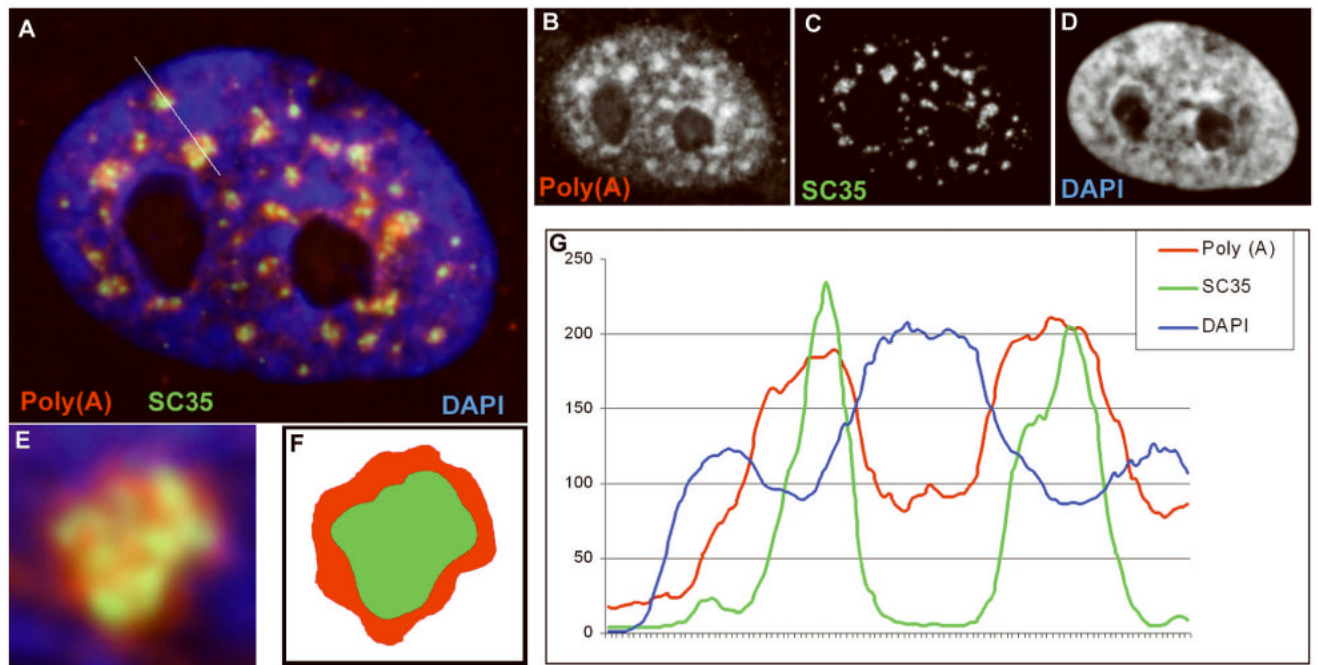 A
Poly(A) SC35 DAPI
B
Poly(A)
C
SC35
D
DAPI
E
F
G
250
200
150
100
50
0
Poly (A)
SC35
DAPI